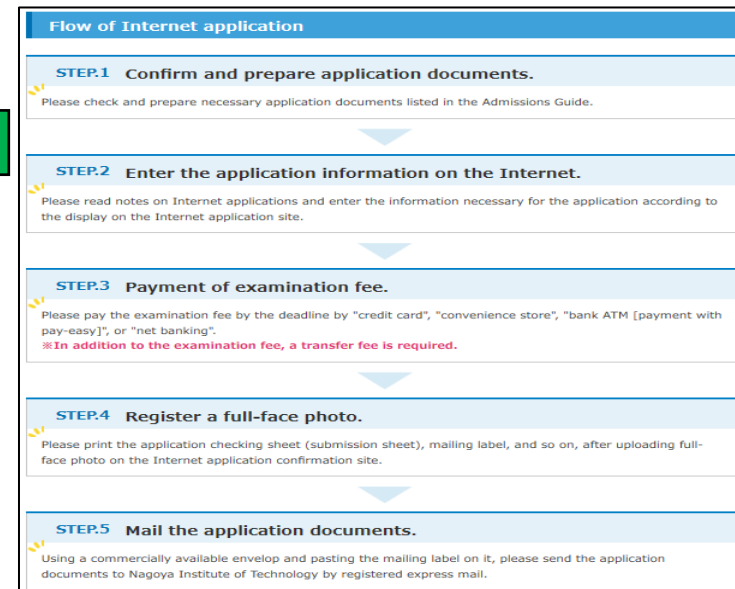 Flow of Internet application
STEP.1 Confirm and prepare application documents.
Please check and prepare necessary application documents listed in the Admissions Guide.
STEP.2 Enter the application information on the Internet.
Please read notes on Internet applications and enter the information necessary for the application according to
the display on the Internet application site.
STEP.3 Payment of examination fee.
Please pay the examination fee by the deadline by "credit card", "convenience store", "bank ATM [payment with
pay-easy]", or "net banking".
※In addition to the examination fee, a transfer fee is required.
STEP.4 Register a full-face photo.
Please print the application checking sheet (submission sheet), mailing label, and so on, after uploading full-
face photo on the Internet application confirmation site.
STEP.5 Mail the application documents.
Using a commercially available envelop and pasting the mailing label on it, please send the application
documents to Nagoya Institute of Technology by registered express mail.